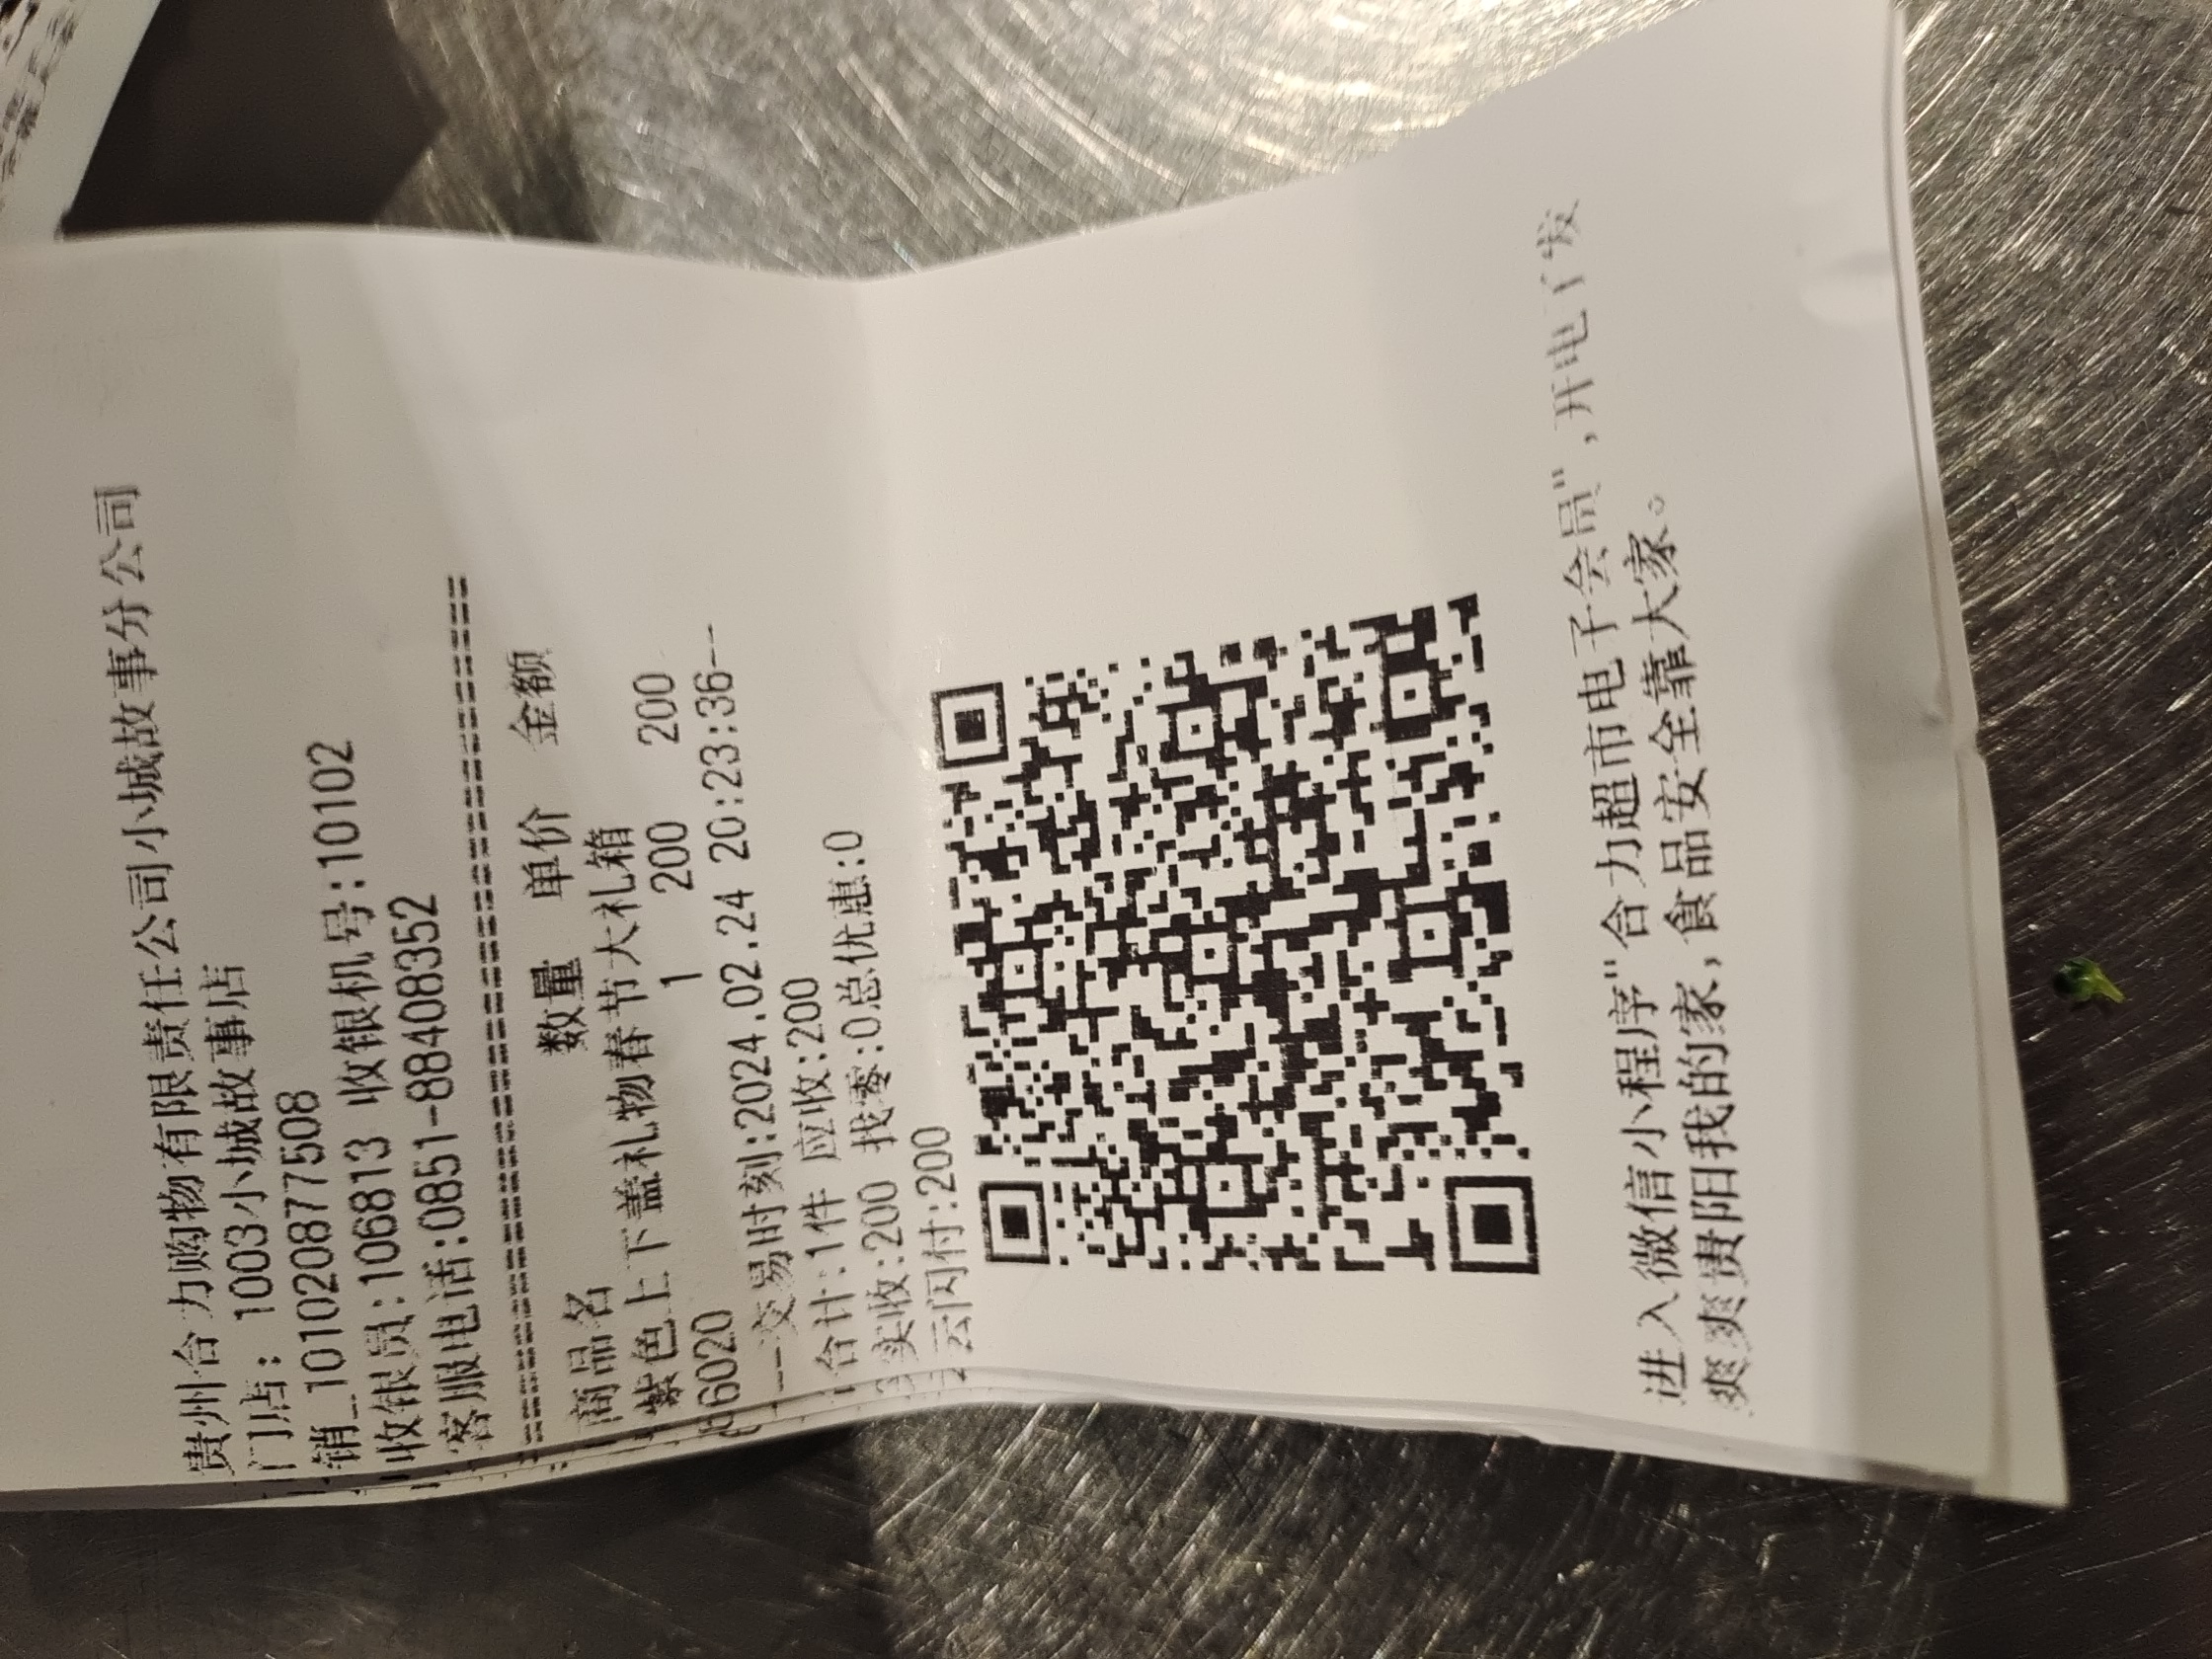 贵州合力购物有限责任公司小城故事分公司
门店: 1003小城故事店
销_1010208775​08
收银员:106813 收银机号:10102
客服电话:0851-88408352
================================
商品名 数量 单价 金额
紫色上下盖礼物春节大礼箱
66020 1 200 200
---交易时刻:2024.02.24 20:23:36---
合计:1件 应收:200
实收:200 找零:0总优惠:0
云闪付:200
进入微信小程序"合力超市电子会员",开电子发
爽爽贵阳我的家,食品安全靠大家。